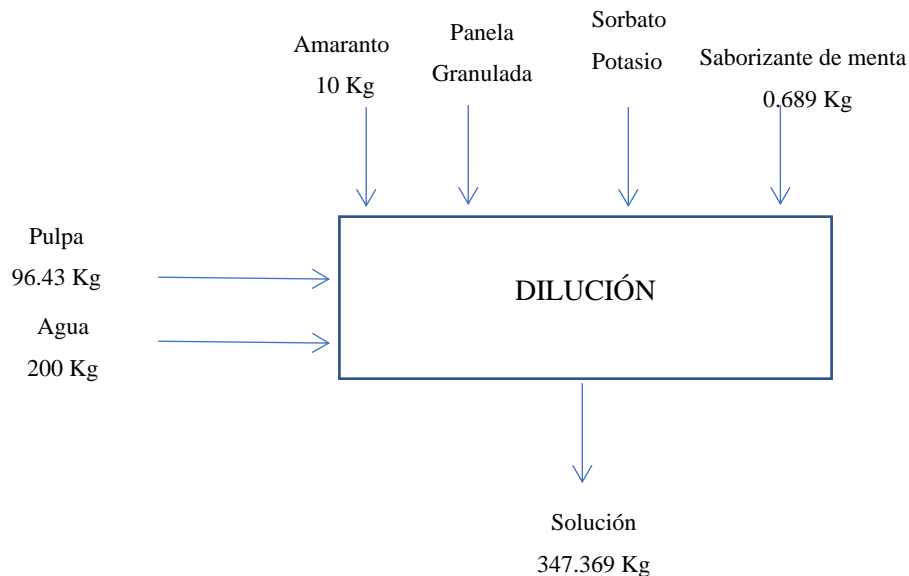 Amaranto
10 Kg
Panela
Granulada
Sorbato
Potasio
Saborizante de menta
0.689 Kg
Pulpa
96.43 Kg
Agua
200 Kg
DILUCIÓN
Solución
347.369 Kg